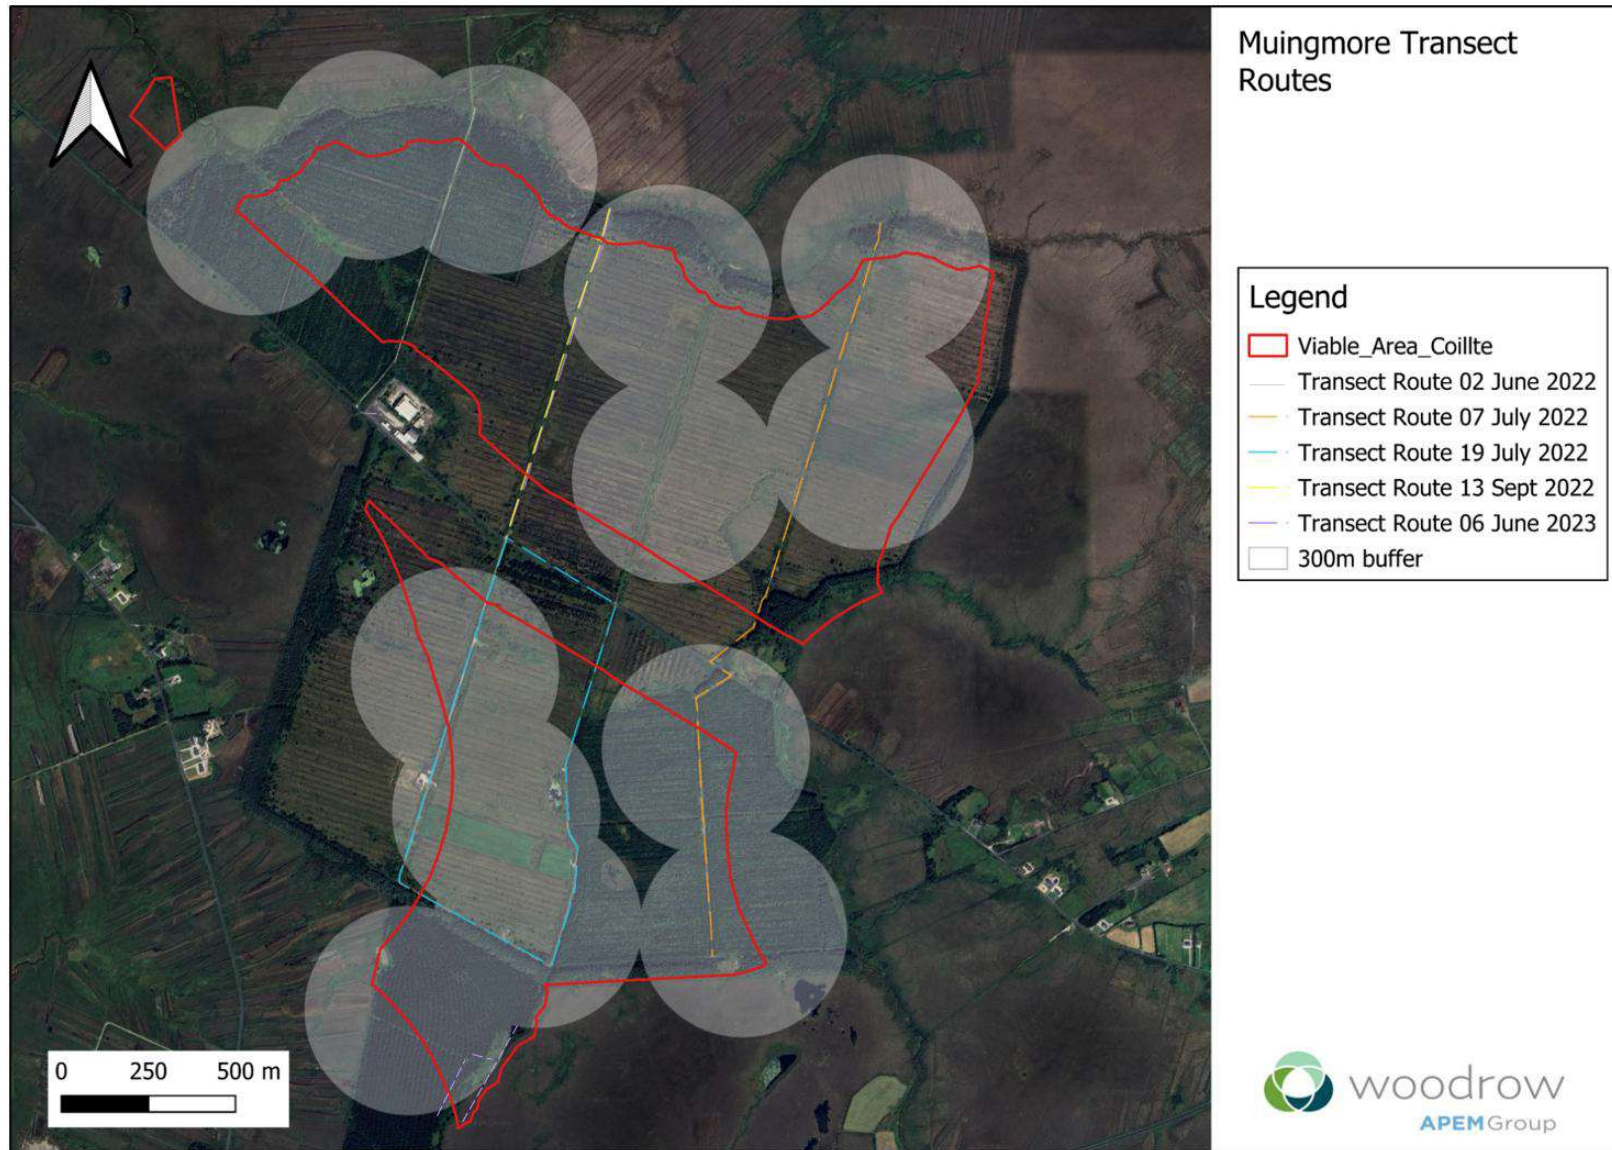 Muingmore Transect
Routes
Legend
Viable_Area_Coillte
Transect Route 02 June 2022
Transect Route 07 July 2022
Transect Route 19 July 2022
Transect Route 13 Sept 2022
Transect Route 06 June 2023
300m buffer
0 250 500 m
woodrow
APEMGroup